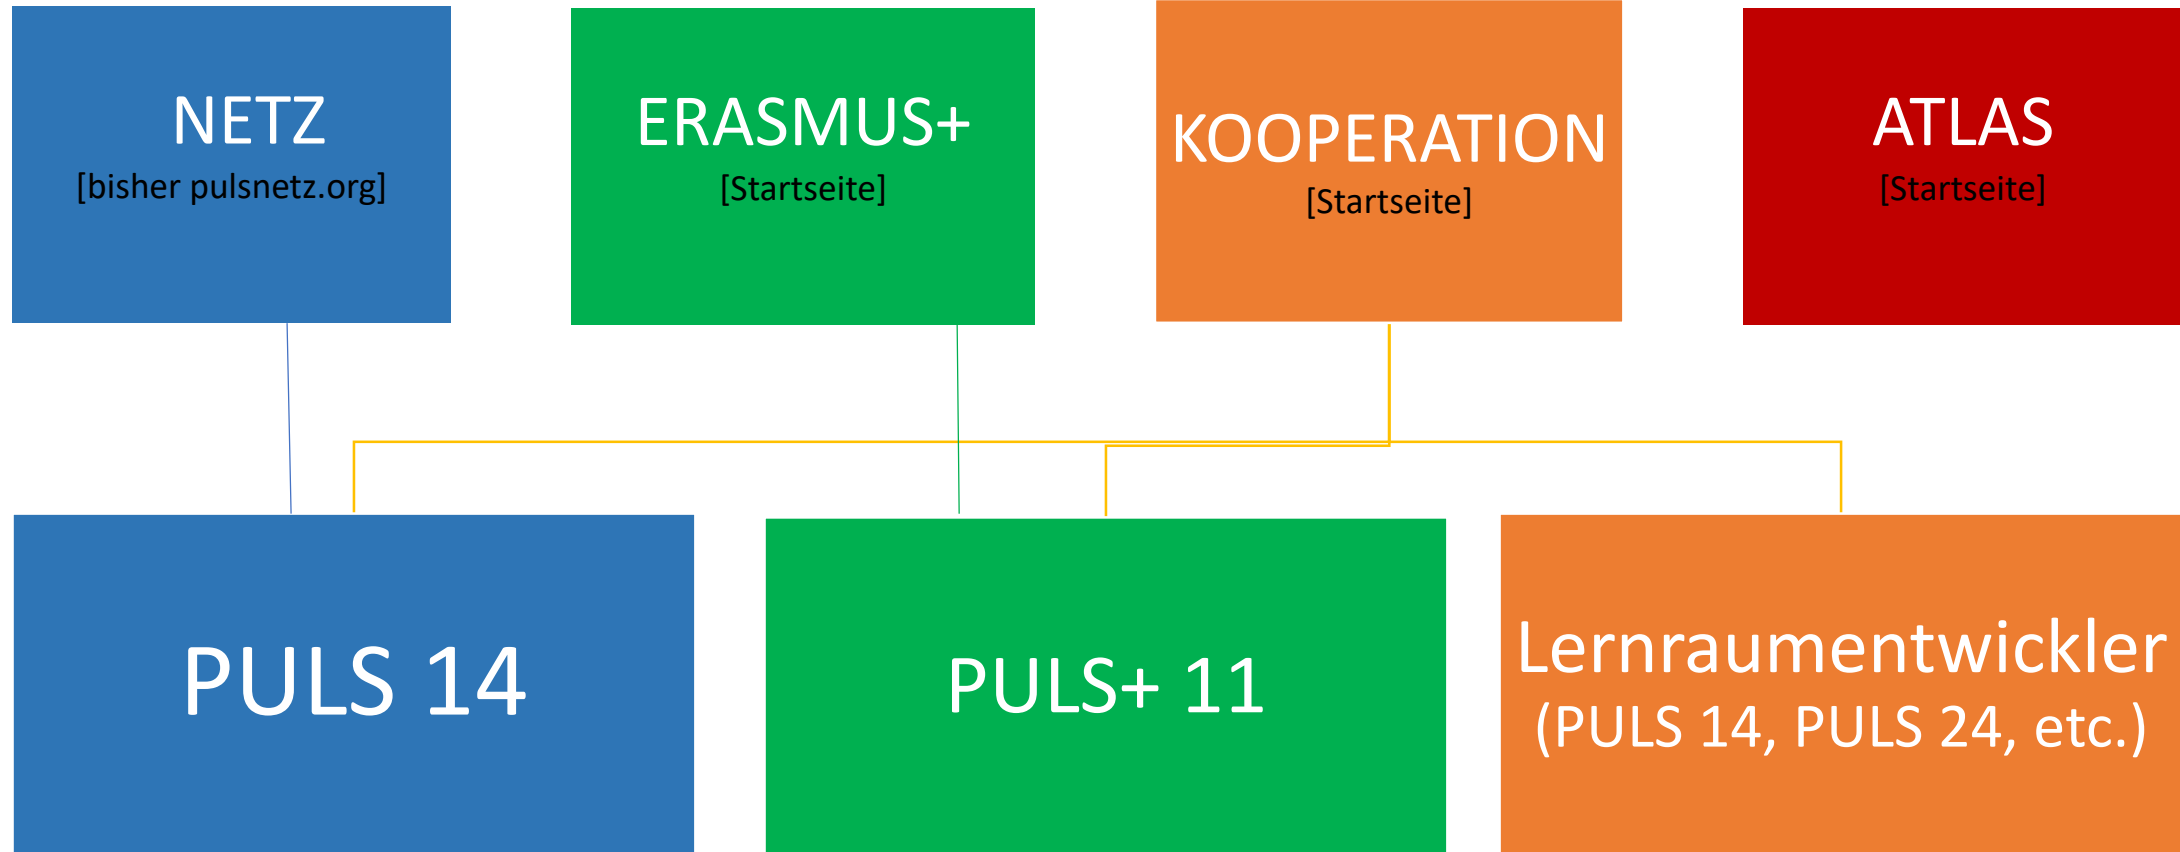 NETZ
[bisher pulsnetz.org]
ERASMUS+
[Startseite]
KOOPERATION
[Startseite]
ATLAS
[Startseite]
PULS 14
PULS+ 11
Lernraumentwickler
(PULS 14, PULS 24, etc.)